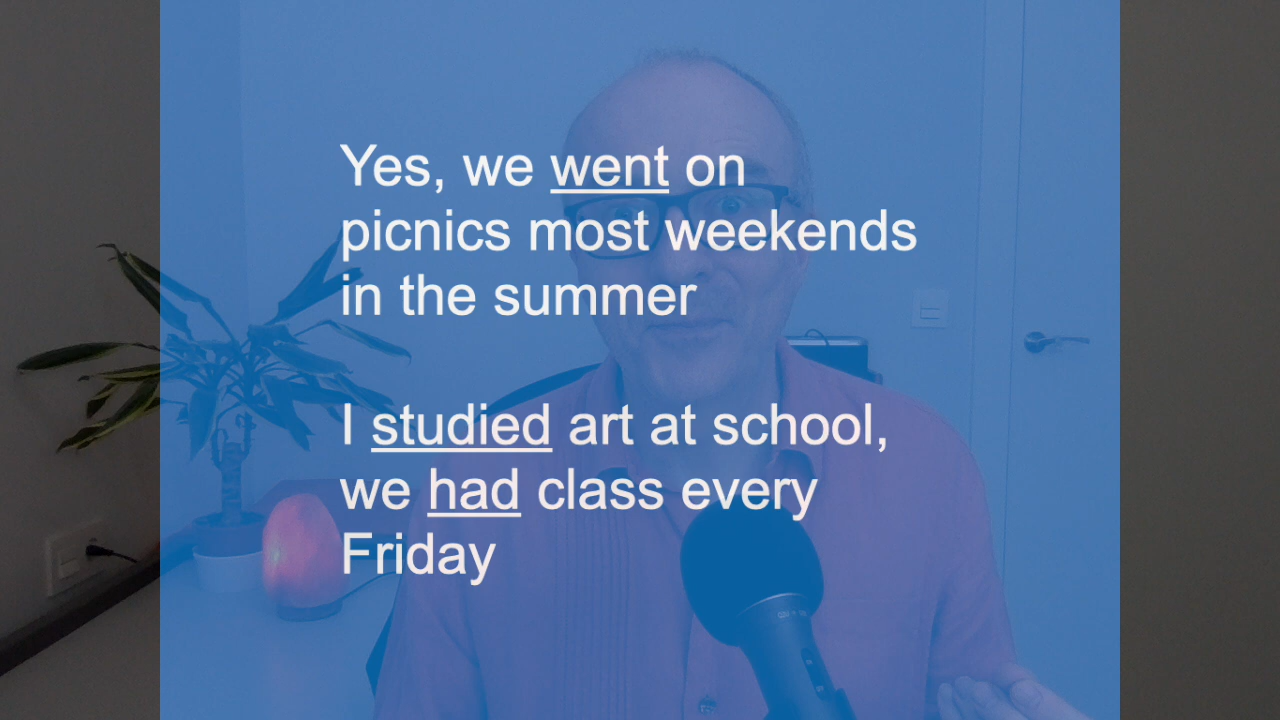 Yes, we went on
picnics most weekends
in the summer
I studied art at school,
we had class every
Friday